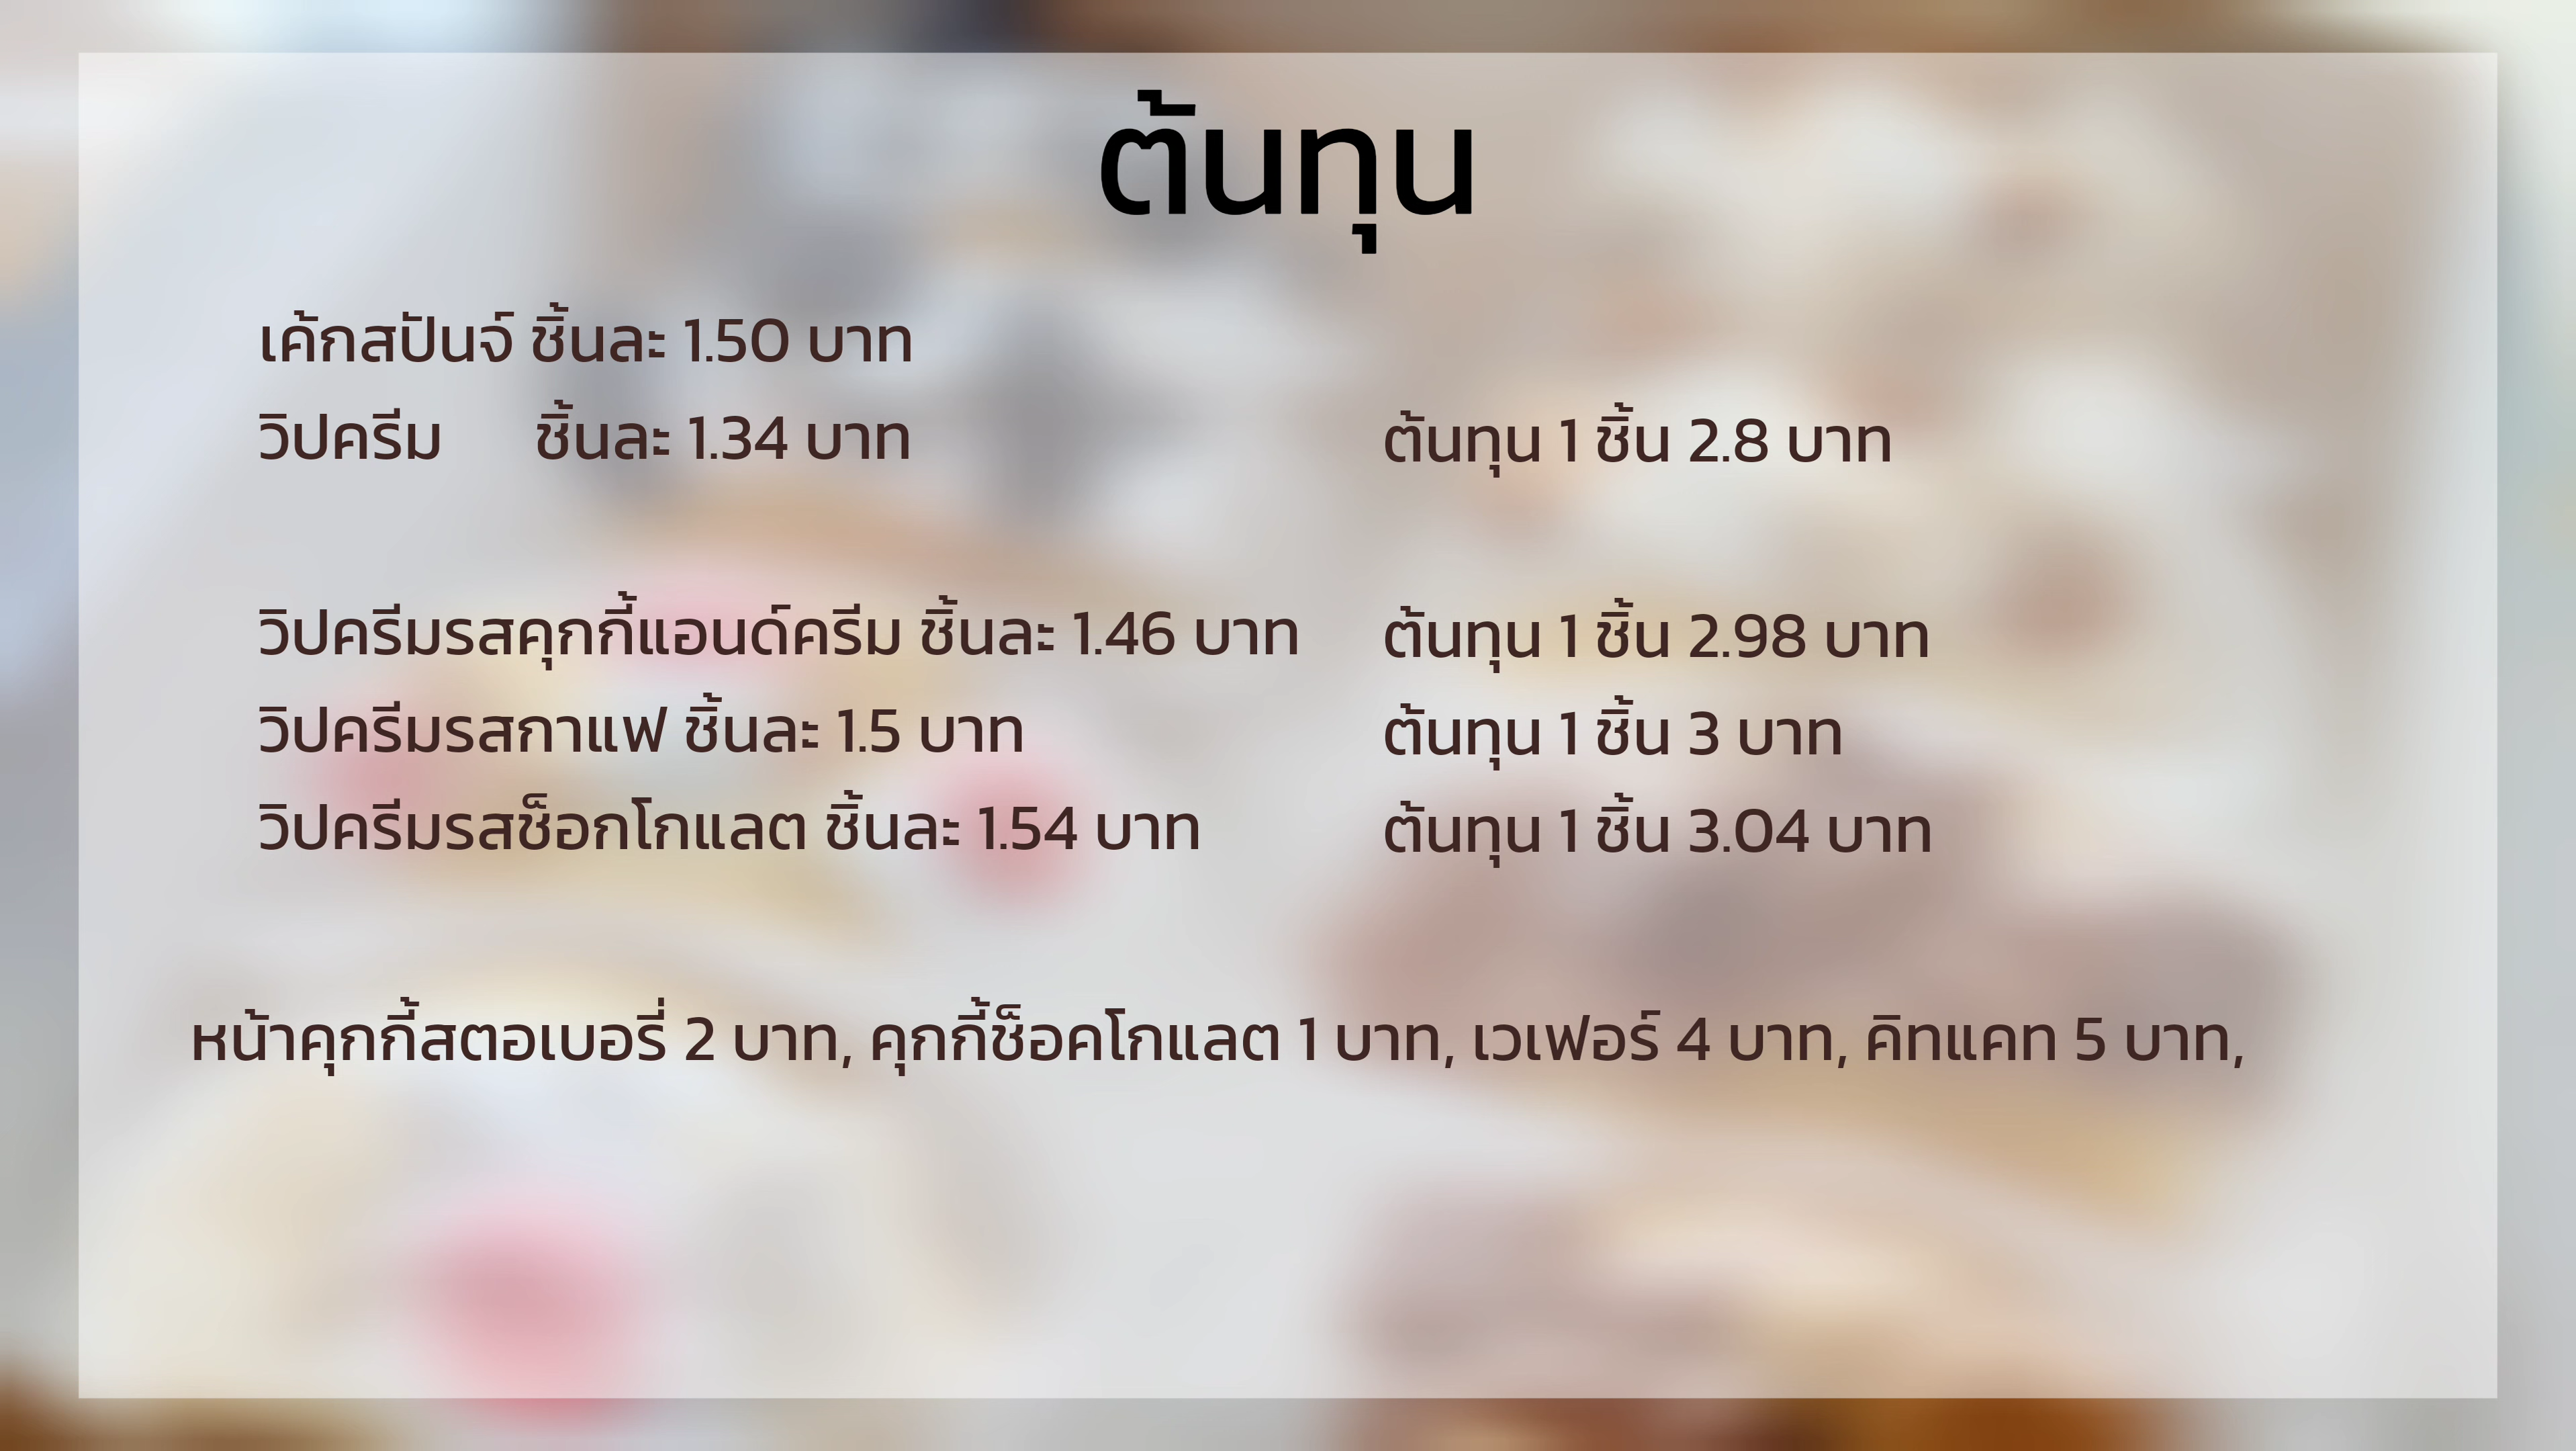 ต้นทุน
เค้กสปันจ์ ชิ้นละ 1.50 บาท
วิปครีม ชิ้นละ 1.34 บาท
ต้นทุน 1 ชิ้น 2.8 บาท
วิปครีมรสคุกกี้แอนด์ครีม ชิ้นละ 1.46 บาท
ต้นทุน 1 ชิ้น 2.98 บาท
วิปครีมรสกาแฟ ชิ้นละ 1.5 บาท
ต้นทุน 1 ชิ้น 3 บาท
วิปครีมรสช็อกโกแลต ชิ้นละ 1.54 บาท
ต้นทุน 1 ชิ้น 3.04 บาท
หน้าคุกกี้สตอเบอรี่ 2 บาท, คุกกี้ช็อคโกแลต 1 บาท, เวเฟอร์ 4 บาท, คิทแคท 5 บาท,